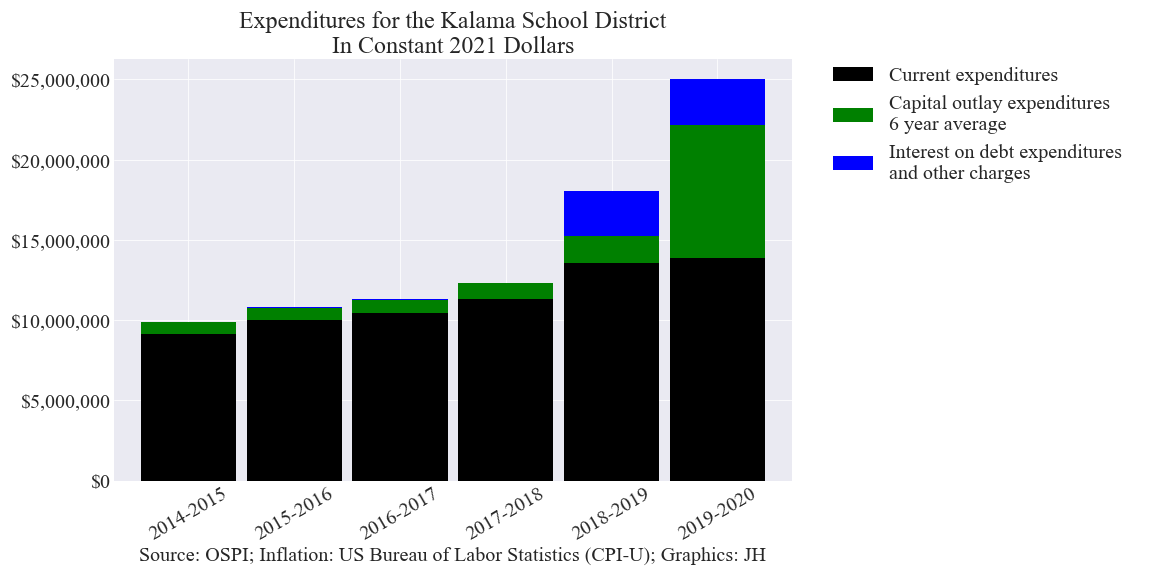 Expenditures for the Kalama School District
In Constant 2021 Dollars
$25,000,000
$20,000,000
$15,000,000
$10,000,000
$5,000,000
$0
2014-2015
2015-2016
2016-2017
2017-2018
2018-2019
2019-2020
Source: OSPI; Inflation: US Bureau of Labor Statistics (CPI-U); Graphics: JH
Current expenditures
Capital outlay expenditures
6 year average
Interest on debt expenditures
and other charges